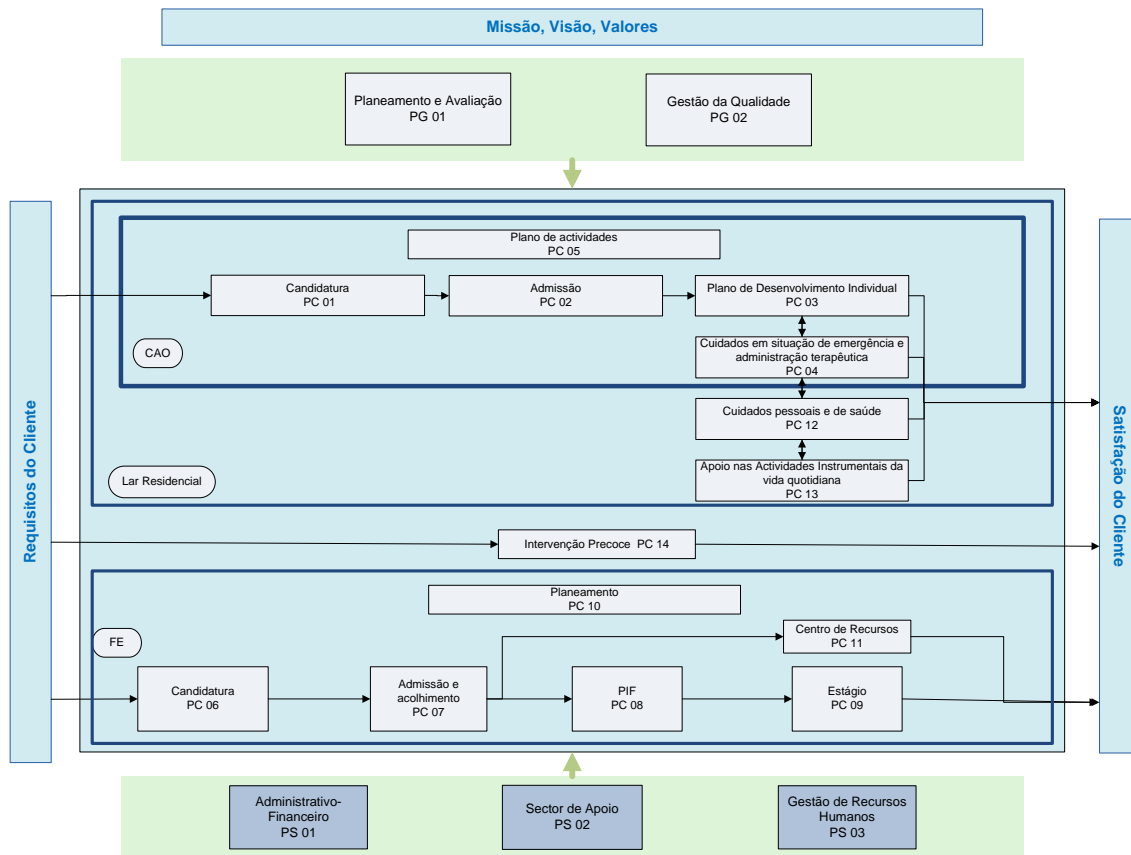 Missão, Visão, Valores
Planeamento e Avaliação
PG 01
Gestão da Qualidade
PG 02
Requisitos do Cliente
Plano de actividades
PC 05
Candidatura
PC 01
Admissão
PC 02
Plano de Desenvolvimento Individual
PC 03
CAO
Cuidados em situação de emergência e
administração terapêutica
PC 04
Cuidados pessoais e de saúde
PC 12
Lar Residencial
Apoio nas Actividades Instrumentais da
vida quotidiana
PC 13
Intervenção Precoce PC 14
Planeamento
PC 10
FE
Centro de Recursos
PC 11
Candidatura
PC 06
Admissão e
acolhimento
PC 07
PIF
PC 08
Estágio
PC 09
Satisfação do Cliente
Administrativo-
Financeiro
PS 01
Sector de Apoio
PS 02
Gestão de Recursos
Humanos
PS 03